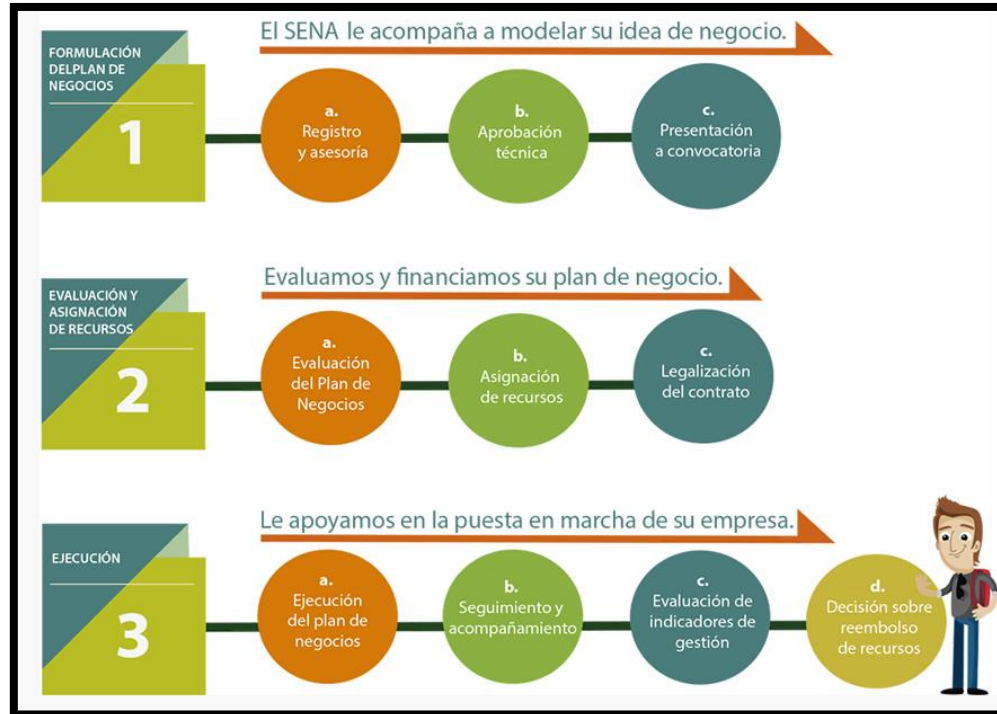 FORMULACIÓN
DELPLAN DE
NEGOCIOS
1
El SENA le acompaña a modelar su idea de negocio.
a.
Registro
y asesoría
b.
Aprobación
técnica
c.
Presentación
a convocatoria
EVALUACIÓN Y
ASIGNACIÓN
DE RECURSOS
2
Evaluamos y financiamos su plan de negocio.
a.
Evaluación
del Plan de
Negocios
b.
Asignación
de recursos
c.
Legalización
del contrato
EJECUCIÓN
3
Le apoyamos en la puesta en marcha de su empresa.
a.
Ejecución
del plan de
negocios
b.
Seguimiento y
acompañamiento
c.
Evaluación de
indicadores de
gestión
d.
Decisión sobre
reembolso
de recursos